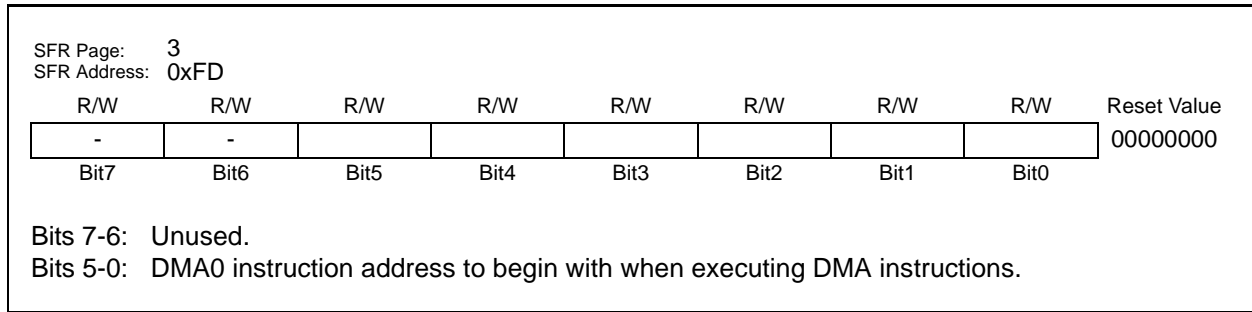 SFR Page: 3
SFR Address: 0xFD
R/W R/W R/W R/W R/W R/W R/W R/W Reset Value
- - 00000000
Bit7 Bit6 Bit5 Bit4 Bit3 Bit2 Bit1 Bit0
Bits 7-6: Unused.
Bits 5-0: DMA0 instruction address to begin with when executing DMA instructions.